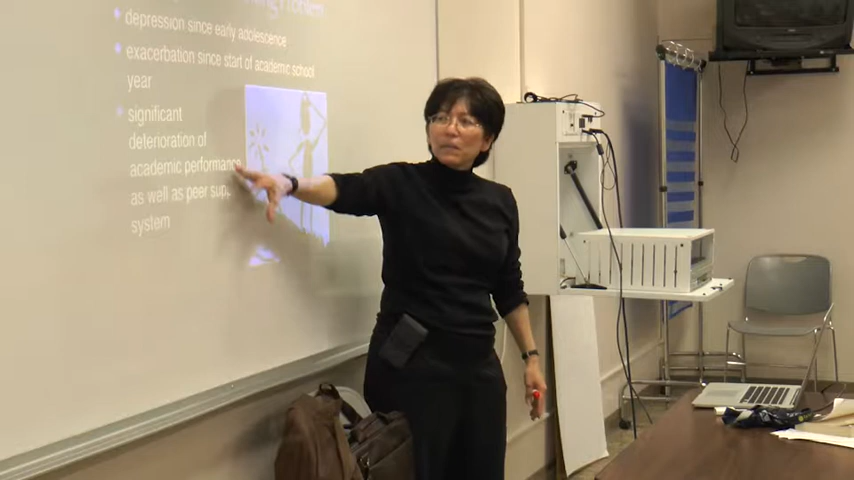 Problem
• depression since early adolescence
• exacerbation since start of
academic school
year
• significant
deterioration of
academic performance
as well as peer
system